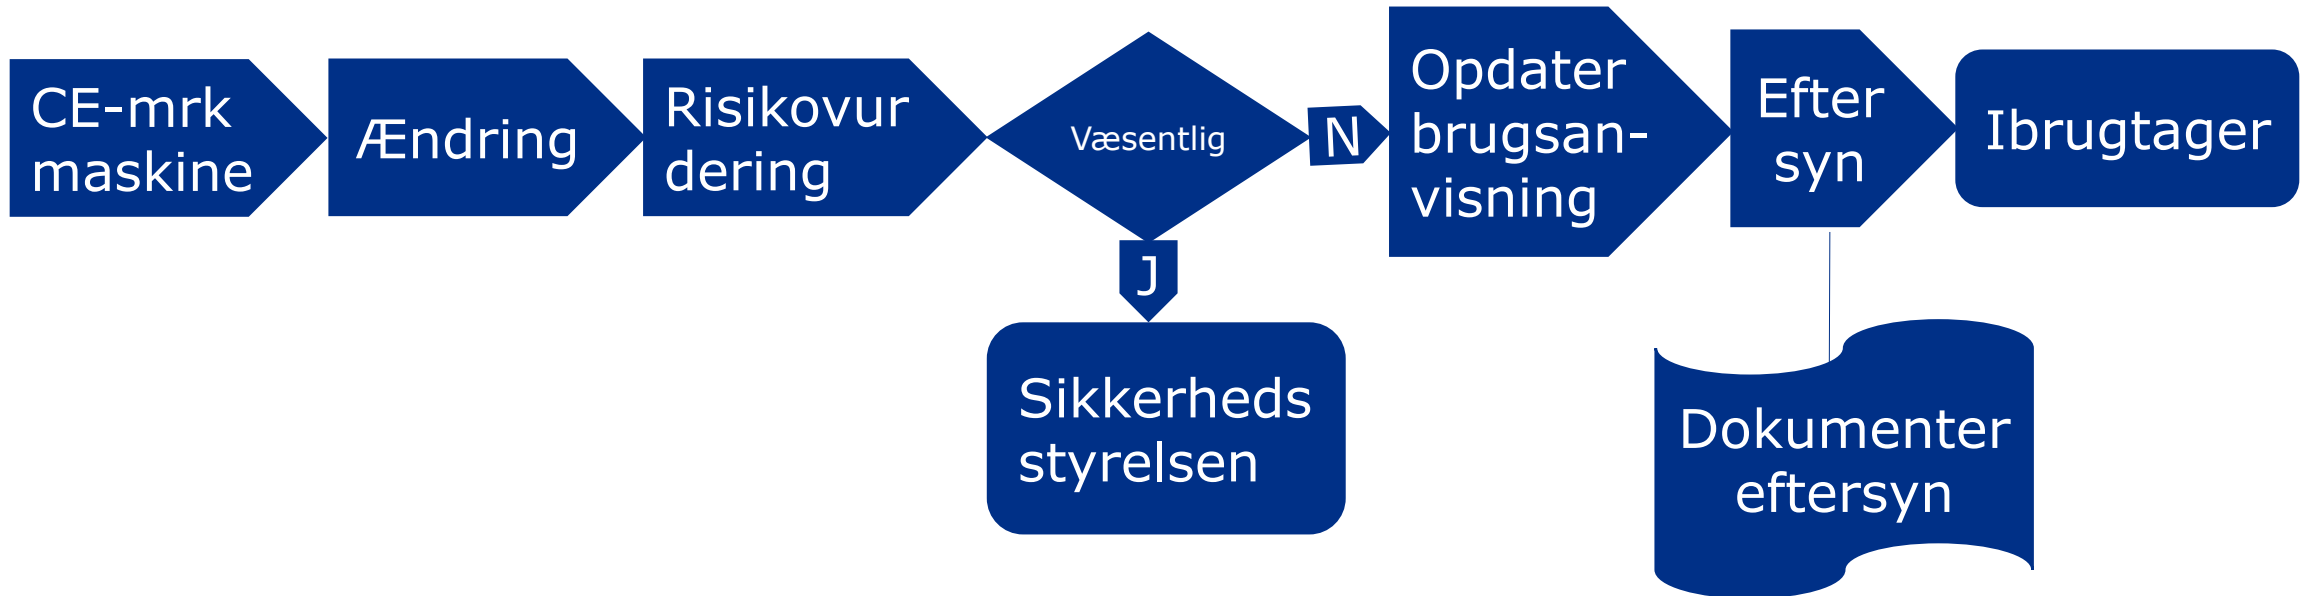 CE-mrk
maskine
Ændring
Risikovur
dering
Væsentlig
N
Opdater
brugsan-
visning
Efter
syn
Ibrugtager
J
Sikkerheds
styrelsen
Dokumenter
eftersyn